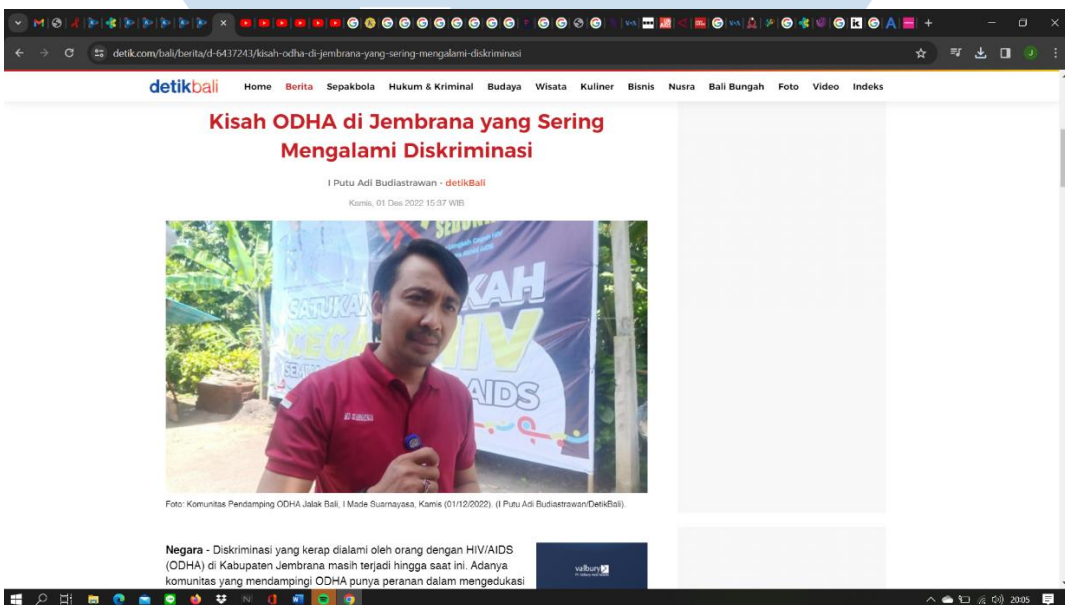 detik.com/bali/berita/d-6437243/kisah-odha-di-jembrana-yang-sering-mengalami-diskriminasi
detikbali Home Berita Sepakbola Hukum & Kriminal Budaya Wisata Kuliner Bisnis Nusra Bali Bungah Foto Video Indeks
Kisah ODHA di Jembrana yang Sering
Mengalami Diskriminasi
I Putu Adi Budiastrawan - detikBali
Kamis, 01 Des 2022 15:37 WIB
SATUKAN
CEGAH HIV
AIDS
Foto: Komunitas Pendamping ODHA Jalak Bali, I Made Suarnayasa, Kamis (01/12/2022). (I Putu Adi Budiastrawan/DetikBali).
Negara - Diskriminasi yang kerap dialami oleh orang dengan HIV/AIDS
(ODHA) di Kabupaten Jembrana masih terjadi hingga saat ini. Adanya
komunitas yang mendampingi ODHA punya peranan dalam mengedukasi
valbury
20:05